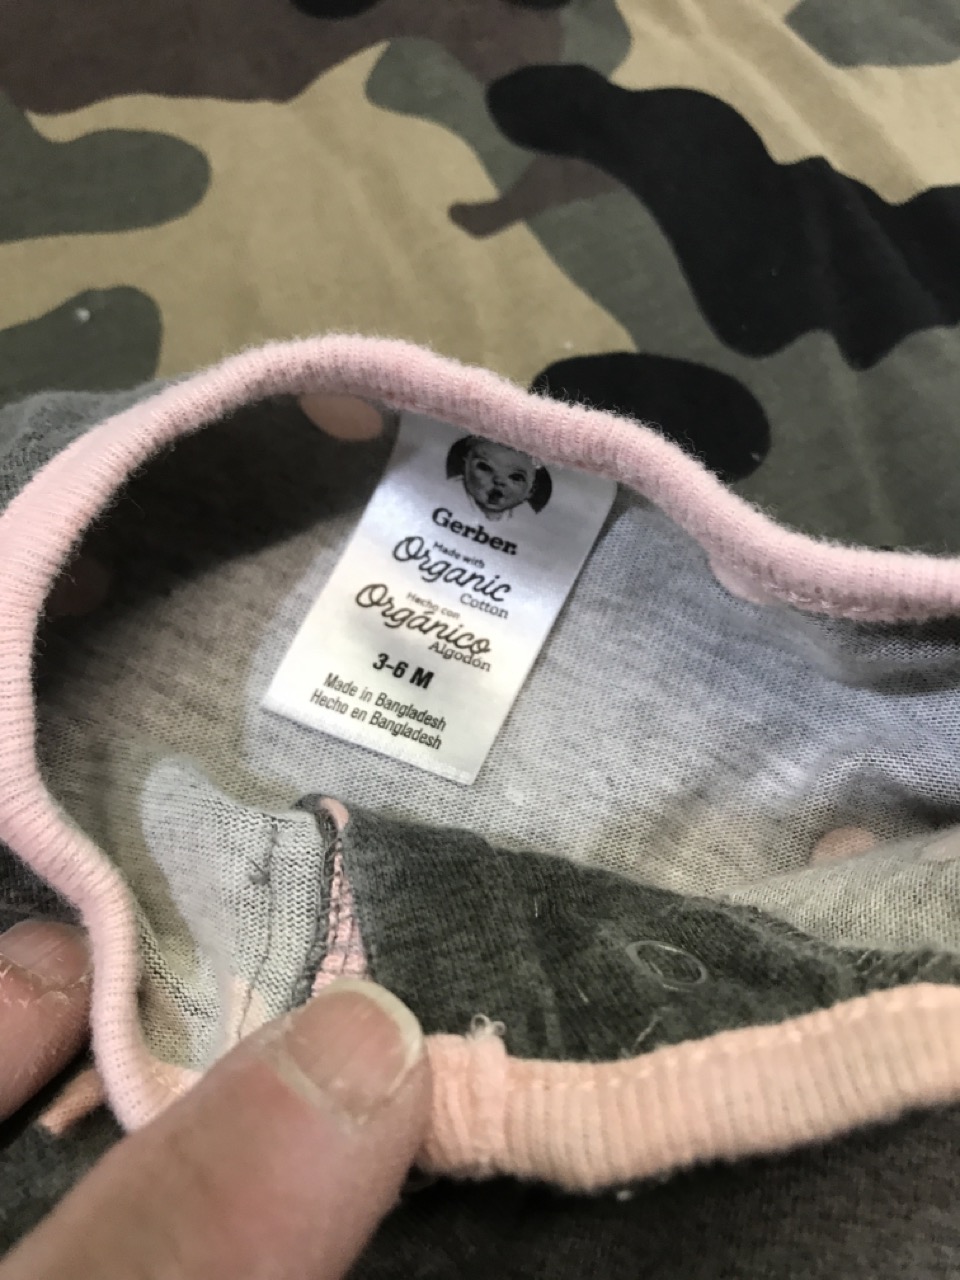 Gerber
Made with
Organic
Cotton
Hecho con
Orgánico
Algodón
3-6 M
Made in Bangladesh
Hecho en Bangladesh